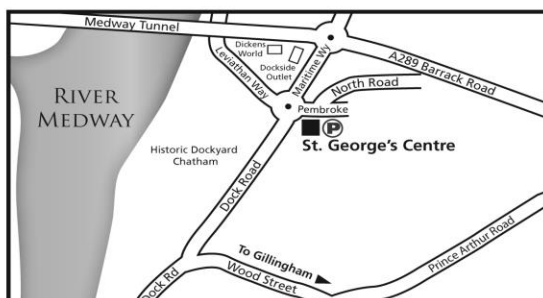 Medway Tunnel
Dickens
World
Dockside
Outlet
Leviathan Way
Maritime Wy
A289 Barrack Road
North Road
Pembroke
P
St. George's Centre
RIVER
MEDWAY
Historic Dockyard
Chatham
Dock Road
To Gillingham
Wood Street
Dock Rd
Prince Arthur Road